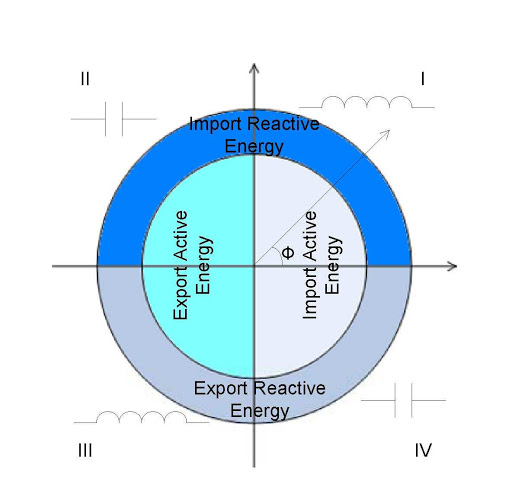 II
I
Import Reactive
Energy
Export Active
Energy
Import Active
Energy
Φ
Export Reactive
Energy
III
IV